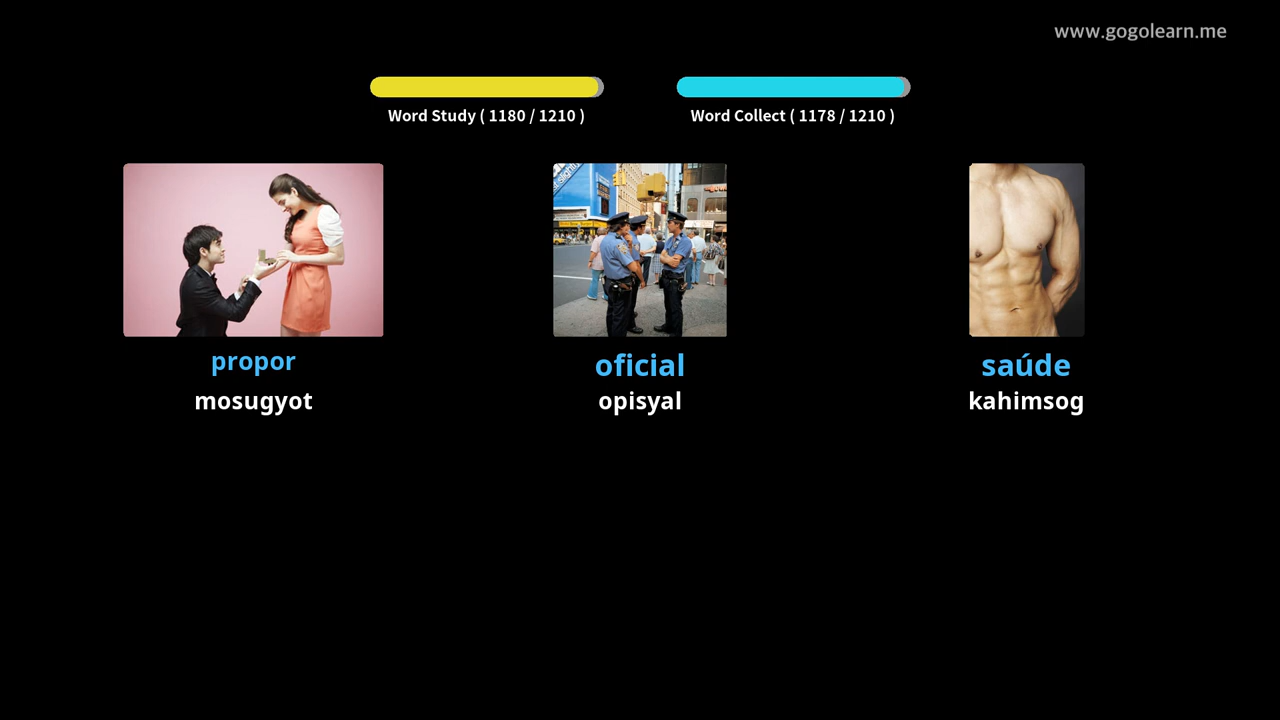 www.gogolearn.me
Word Study ( 1180 / 1210 )
Word Collect ( 1178 / 1210 )
propor
mosugyot
oficial
opisyal
saúde
kahimsog